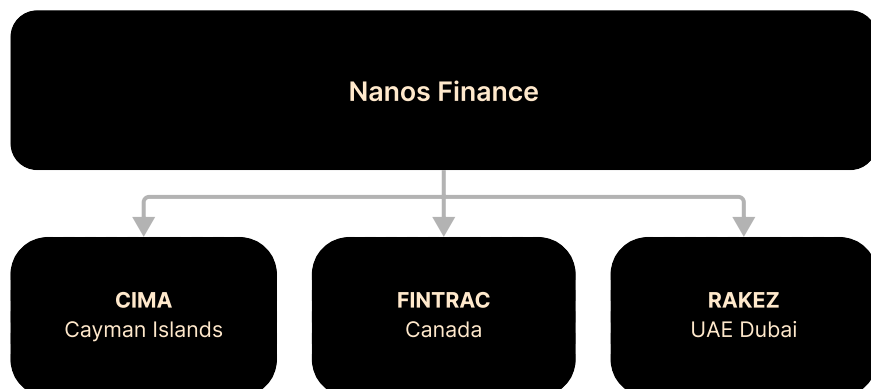 Nanos Finance
CIMA
Cayman Islands
FINTRAC
Canada
RAKEZ
UAE Dubai